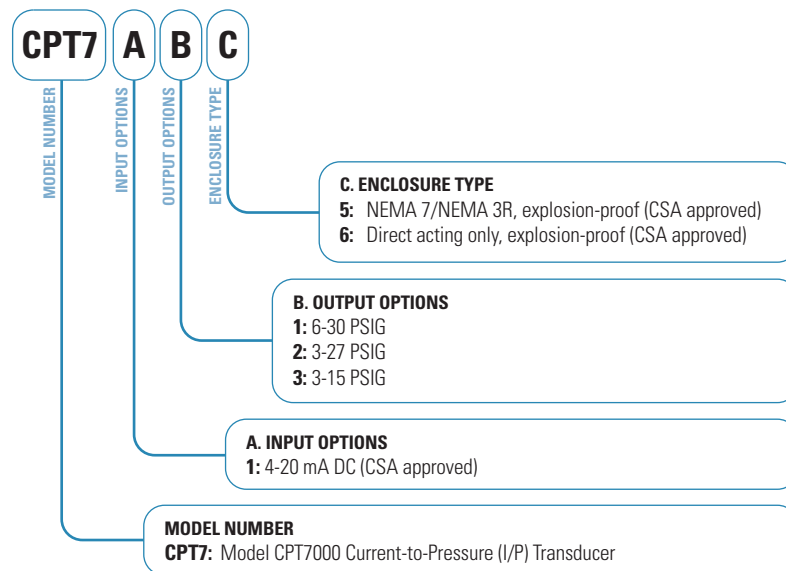 CPT7 A B C
MODEL NUMBER
INPUT OPTIONS
OUTPUT OPTIONS
ENCLOSURE TYPE
C. ENCLOSURE TYPE
5: NEMA 7/NEMA 3R, explosion-proof (CSA approved)
6: Direct acting only, explosion-proof (CSA approved)
B. OUTPUT OPTIONS
1: 6-30 PSIG
2: 3-27 PSIG
3: 3-15 PSIG
A. INPUT OPTIONS
1: 4-20 mA DC (CSA approved)
MODEL NUMBER
CPT7: Model CPT7000 Current-to-Pressure (I/P) Transducer